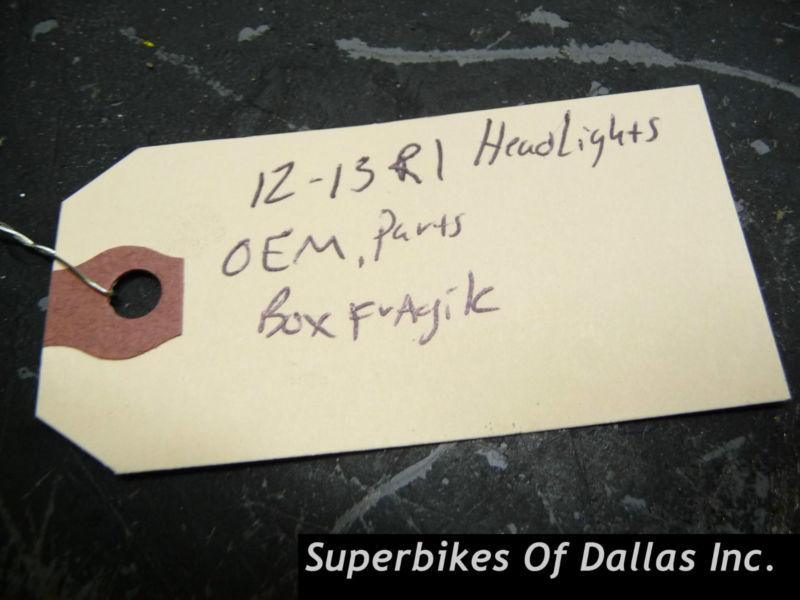 12-13 R1 HeadLights
OEM, Parts
Box FrAgile
Superbikes Of Dallas Inc.